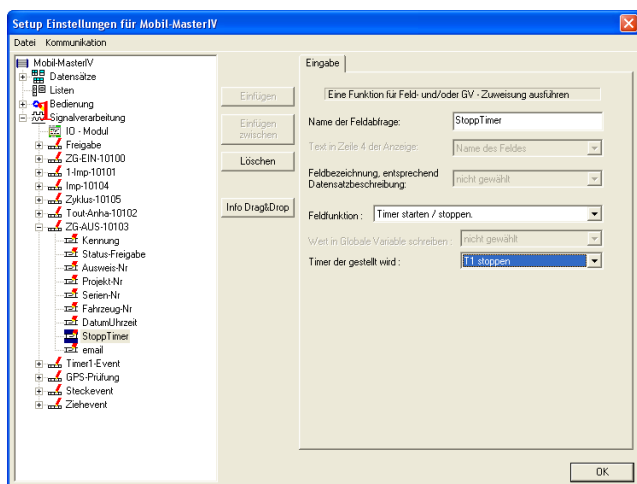 Setup Einstellungen für Mobil-MasterIV
Datei Kommunikation
Mobil-MasterIV
Datensätze
Listen
Bedienung
Signalverarbeitung
IO - Modul
Freigabe
ZG-EIN-10100
1-Imp-10101
Imp-10104
Zyklus-10105
Tout-Anha-10102
ZG-AUS-10103
Kennung
Status-Freigabe
Ausweis-Nr
Projekt-Nr
Serien-Nr
Fahrzeug-Nr
DatumUhrzeit
StoppTimer
email
Timer1-Event
GPS-Prüfung
Steckevent
Ziehevent
Einfügen
Einfügen
zwischen
Löschen
Info Drag&Drop
Eingabe
Eine Funktion für Feld- und/oder GV - Zuweisung ausführen
Name der Feldabfrage: StoppTimer
Text in Zeile 4 der Anzeige: Name des Feldes
Feldbezeichnung, entsprechend
Datensatzbeschreibung: nicht gewählt
Feldfunktion : Timer starten / stoppen.
Wert in Globale Variable schreiben : nicht gewählt
Timer der gestellt wird : T1 stoppen
OK